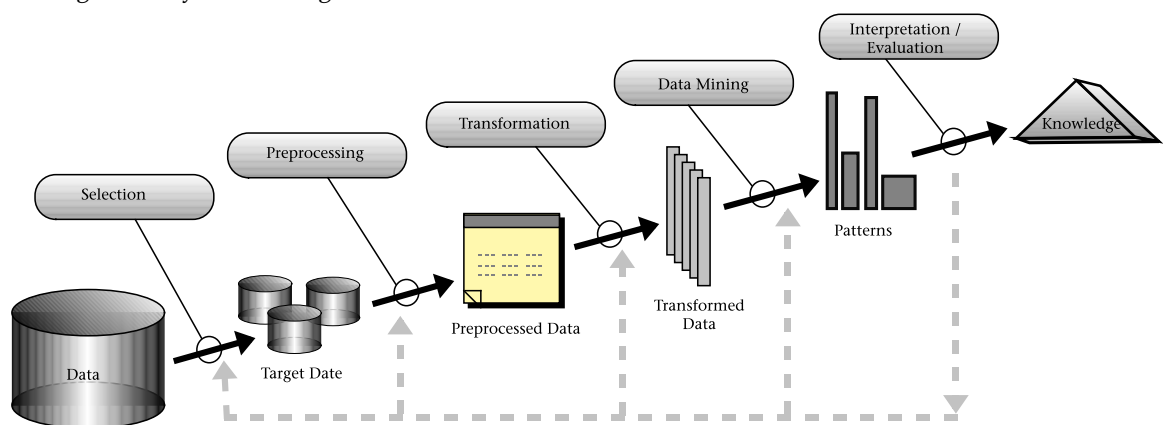 Interpretation /
Evaluation
Data Mining
Transformation
Preprocessing
Selection
Data
Target Date
Preprocessed Data
Transformed
Data
Patterns
Knowledge